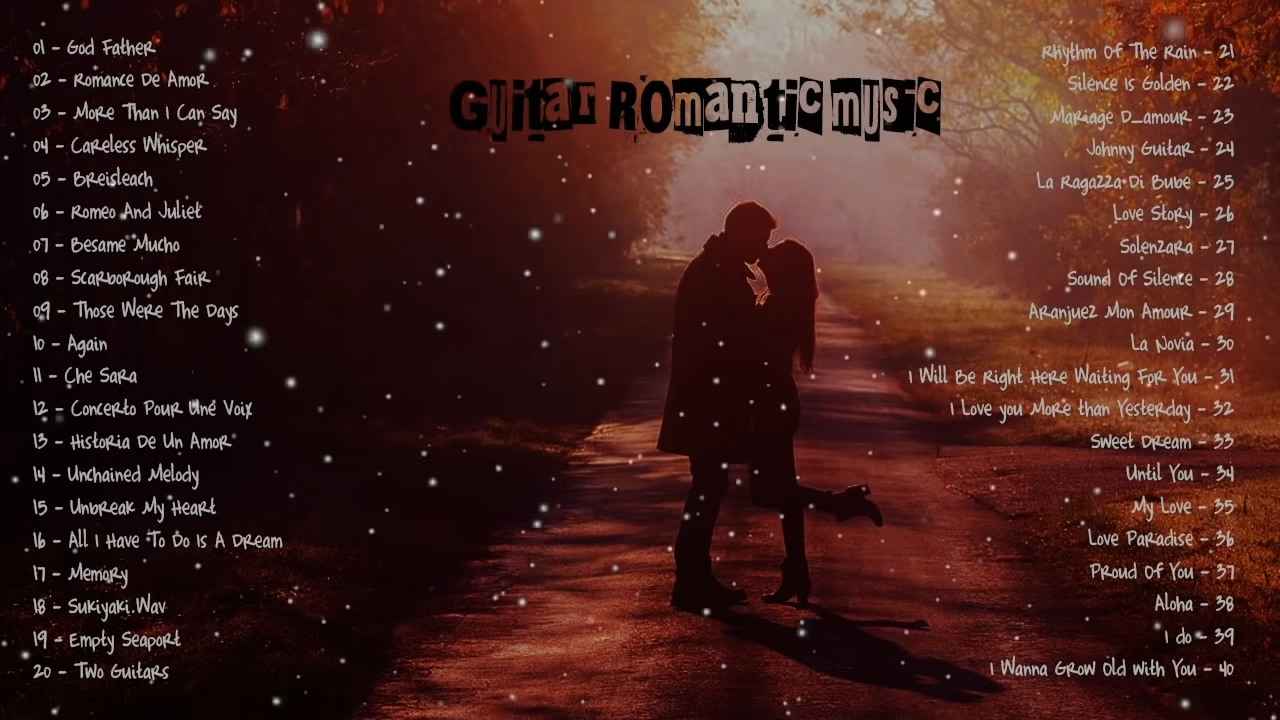 Guitar Romantic music
01 - God Father
02 - Romance De Amor
03 - More Than I Can Say
04 - Careless Whisper
05 - Breisleach
06 - Romeo And Juliet
07 - Besame Mucho
08 - Scarborough Fair
09 - Those Were The Days
10 - Again
11 - Che Sara
12 - Concerto Pour Une Voix
13 - Historia De Un Amor
14 - Unchained Melody
15 - Unbreak My Heart
16 - All I Have To Do Is A Dream
17 - Memory
18 - Sukiyaki.Wav
19 - Empty Seaport
20 - Two Guitars
Rhythm Of The Rain - 21
Silence Is Golden - 22
Mariage D_amour - 23
Johnny Guitar - 24
La Ragazza Di Bube - 25
Love Story - 26
Solenzara - 27
Sound Of Silence - 28
Aranjuez Mon Amour - 29
La Novia - 30
I Will Be Right Here Waiting For You - 31
I Love you More than Yesterday - 32
Sweet Dream - 33
Until You - 34
My Love - 35
Love Paradise - 36
Proud Of You - 37
Aloha - 38
I do - 39
I Wanna Grow Old With You - 40